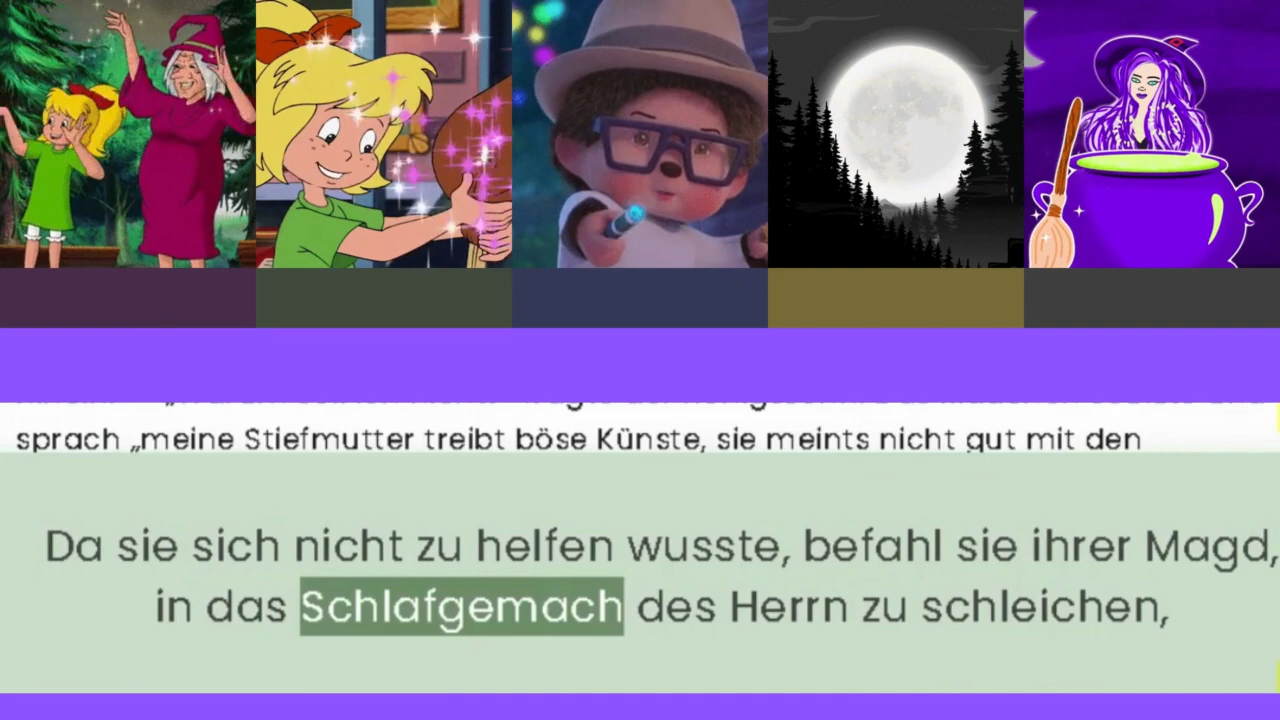 sprach „meine Stiefmutter treibt böse Künste, sie meints nicht gut mit den
Da sie sich nicht zu helfen wusste, befahl sie ihrer Magd,
in das Schlafgemach des Herrn zu schleichen,